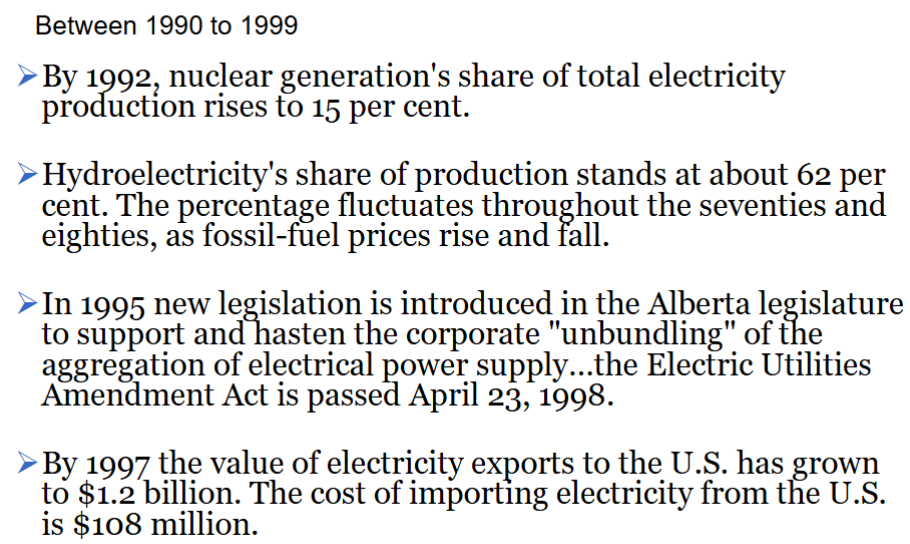 Between 1990 to 1999
➢By 1992, nuclear generation's share of total electricity
production rises to 15 per cent.
➢Hydroelectricity's share of production stands at about 62 per
cent. The percentage fluctuates throughout the seventies and
eighties, as fossil-fuel prices rise and fall.
➢In 1995 new legislation is introduced in the Alberta legislature
to support and hasten the corporate "unbundling" of the
aggregation of electrical power supply...the Electric Utilities
Amendment Act is passed April 23, 1998.
➢By 1997 the value of electricity exports to the U.S. has grown
to $1.2 billion. The cost of importing electricity from the U.S.
is $108 million.